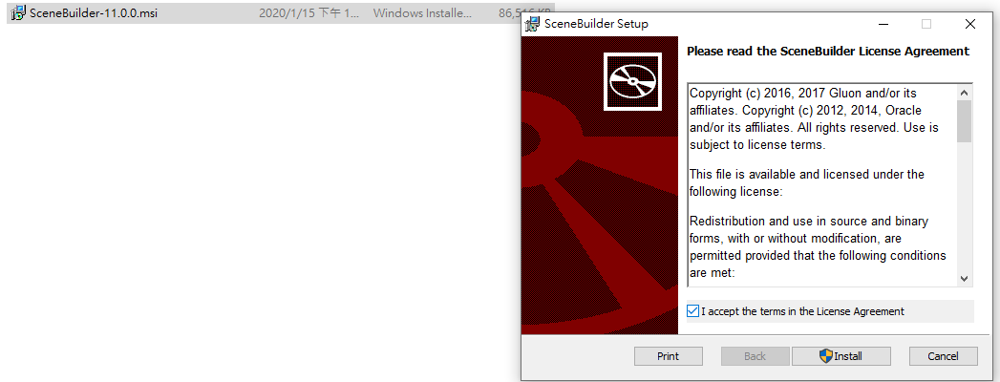 SceneBuilder-11.0.0.msi 2020/1/15 下午 1... Windows Installe... 86,516 KB
SceneBuilder Setup
Please read the SceneBuilder License Agreement
Copyright (c) 2016, 2017 Gluon and/or its
affiliates. Copyright (c) 2012, 2014, Oracle
and/or its affiliates. All rights reserved. Use is
subject to license terms.
This file is available and licensed under the
following license:
Redistribution and use in source and binary
forms, with or without modification, are
permitted provided that the following conditions
are met:
I accept the terms in the License Agreement
Print Back Install Cancel